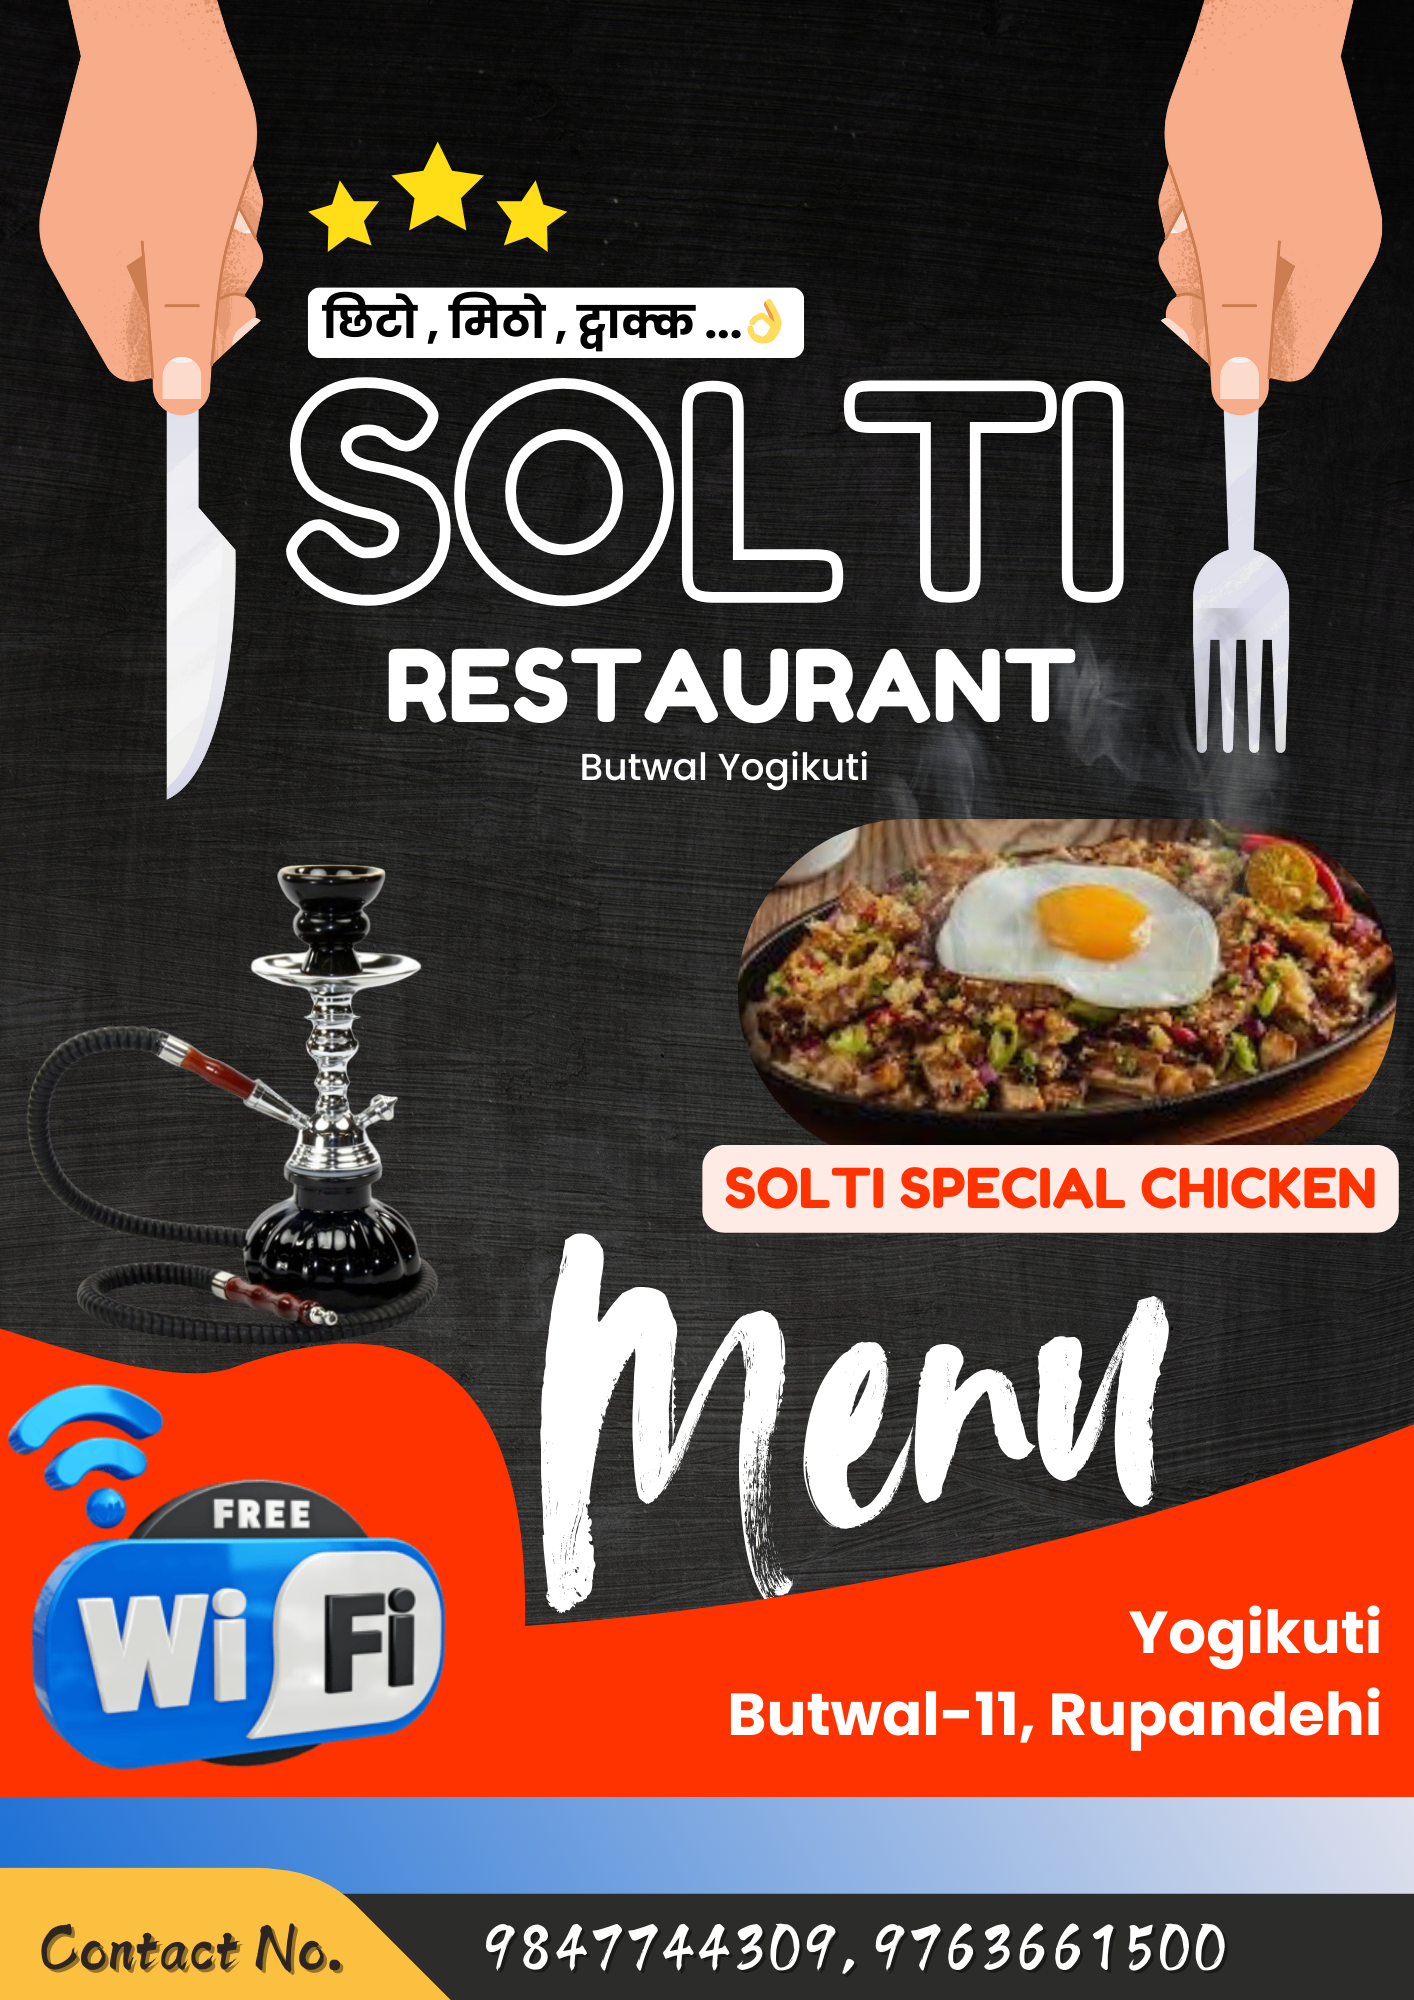 छिटो , मिठो , ट्वाक्क ...👌
SOLTI
RESTAURANT
Butwal Yogikuti
SOLTI SPECIAL CHICKEN
Menu
FREE
WiFi
Yogikuti
Butwal-11, Rupandehi
Contact No. 9847744309, 9763661500